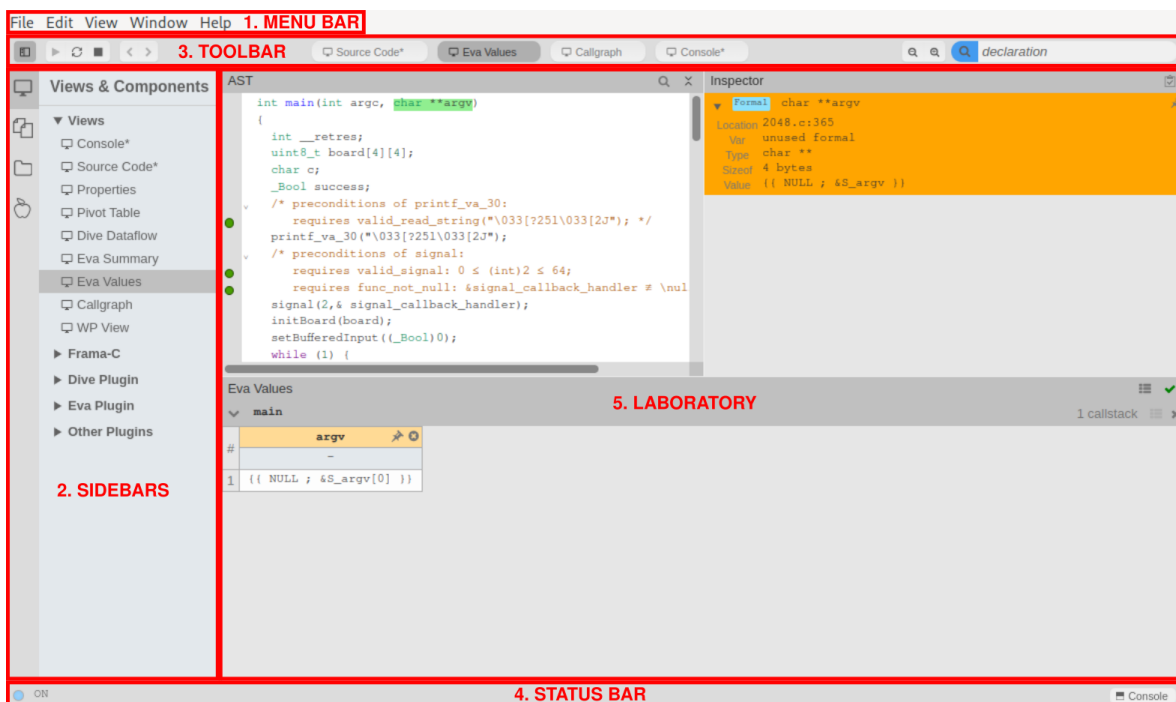 File Edit View Window Help 1. MENU BAR
3. TOOLBAR Source Code* Eva Values Callgraph Console* declaration
Views & Components
Views
Console*
Source Code*
Properties
Pivot Table
Dive Dataflow
Eva Summary
Eva Values
Callgraph
WP View
Frama-C
Dive Plugin
Eva Plugin
Other Plugins
2. SIDEBARS
AST
int main(int argc, char **argv)
{
int __retres;
uint8_t board[4][4];
char c;
_Bool success;
/* preconditions of printf_va_30:
requires valid_read_string("\033[?25l\033[2J"); */
printf_va_30("\033[?25l\033[2J");
/* preconditions of signal:
requires valid_signal: 0 ≤ (int)2 ≤ 64;
requires func_not_null: &signal_callback_handler ≢ \nul
signal(2,& signal_callback_handler);
initBoard(board);
setBufferedInput((_Bool)0);
while (1) {
Inspector
Formal char **argv
Location 2048.c:365
Var unused formal
Type char **
Sizeof 4 bytes
Value {{ NULL ; &S_argv }}
Eva Values
5. LABORATORY
main 1 callstack
# argv
–
1 {{ NULL ; &S_argv[0] }}
ON 4. STATUS BAR Console